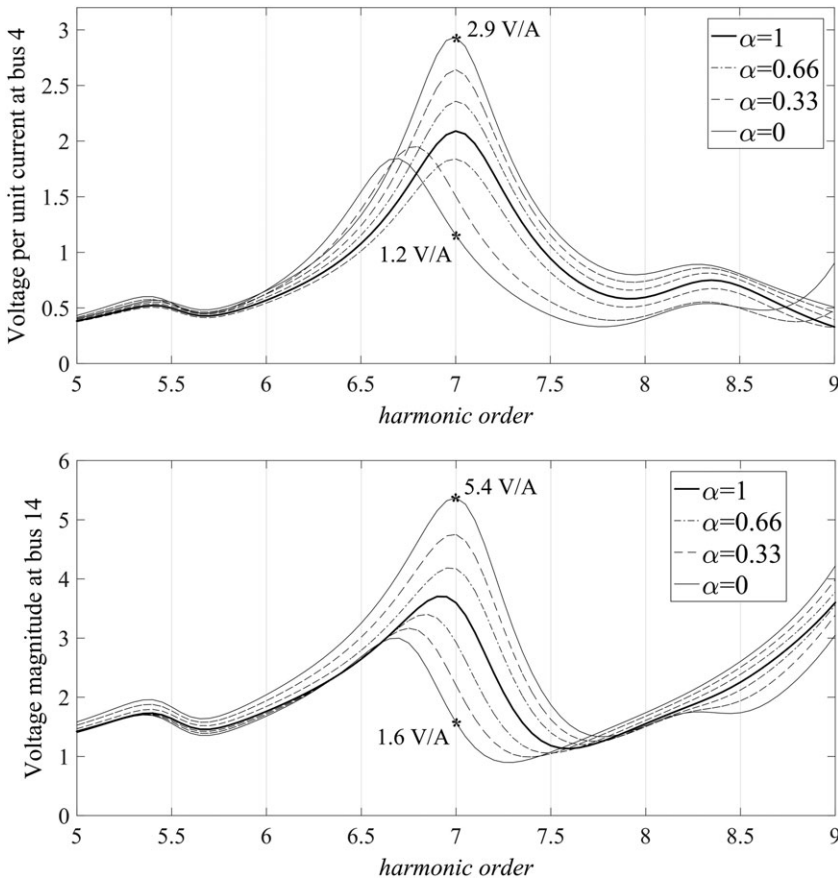 Voltage per unit current at bus 4
3
2.5
2
1.5
1
0.5
0
* 2.9 V/A
1.2 V/A *
α=1
α=0.66
α=0.33
α=0
5 5.5 6 6.5 7 7.5 8 8.5 9
harmonic order
Voltage magnitude at bus 14
6
5
4
3
2
1
0
* 5.4 V/A
1.6 V/A *
α=1
α=0.66
α=0.33
α=0
5 5.5 6 6.5 7 7.5 8 8.5 9
harmonic order